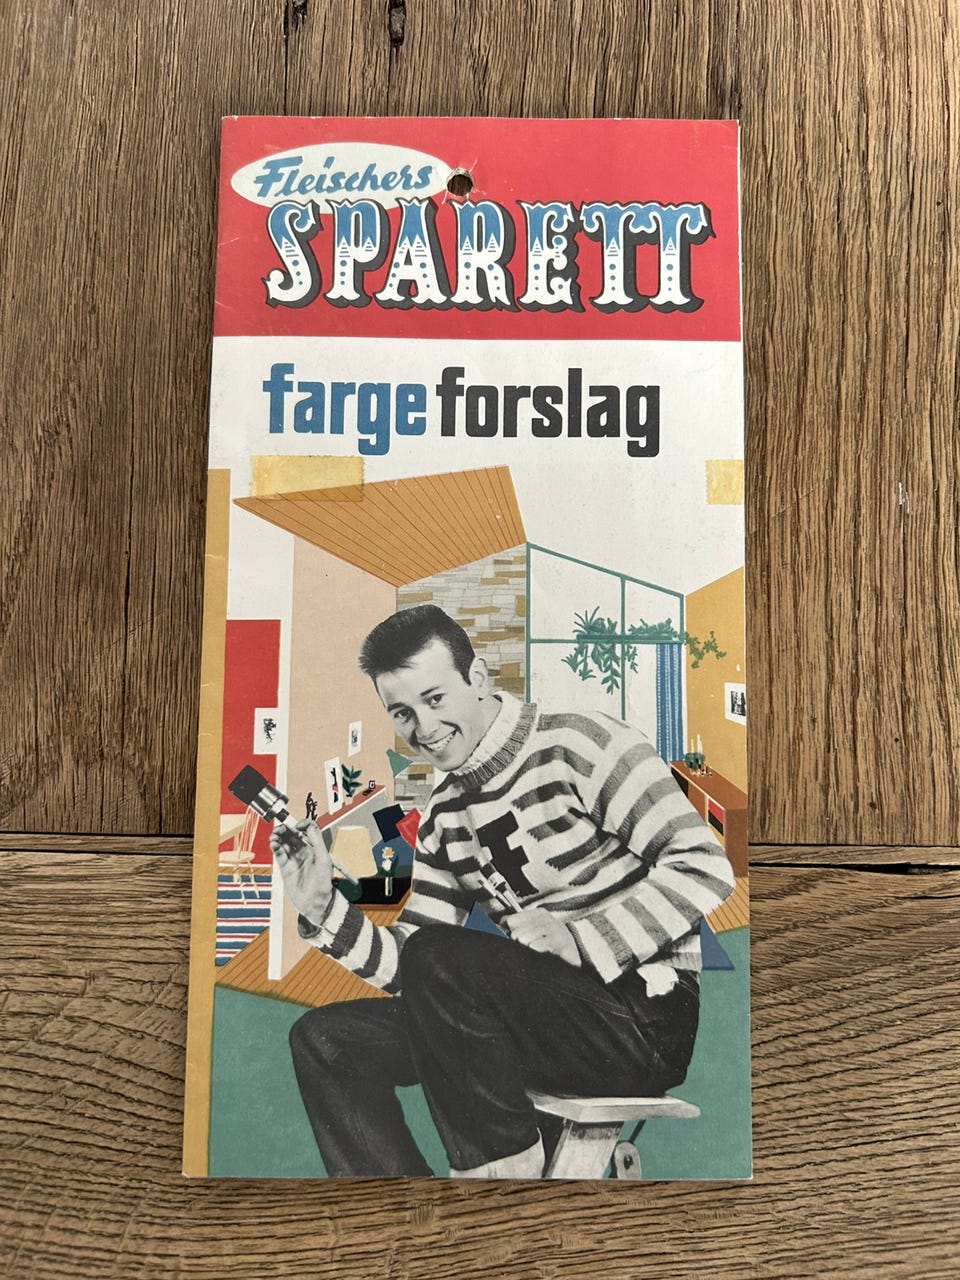 Fleischers
SPARETT
farge forslag
F